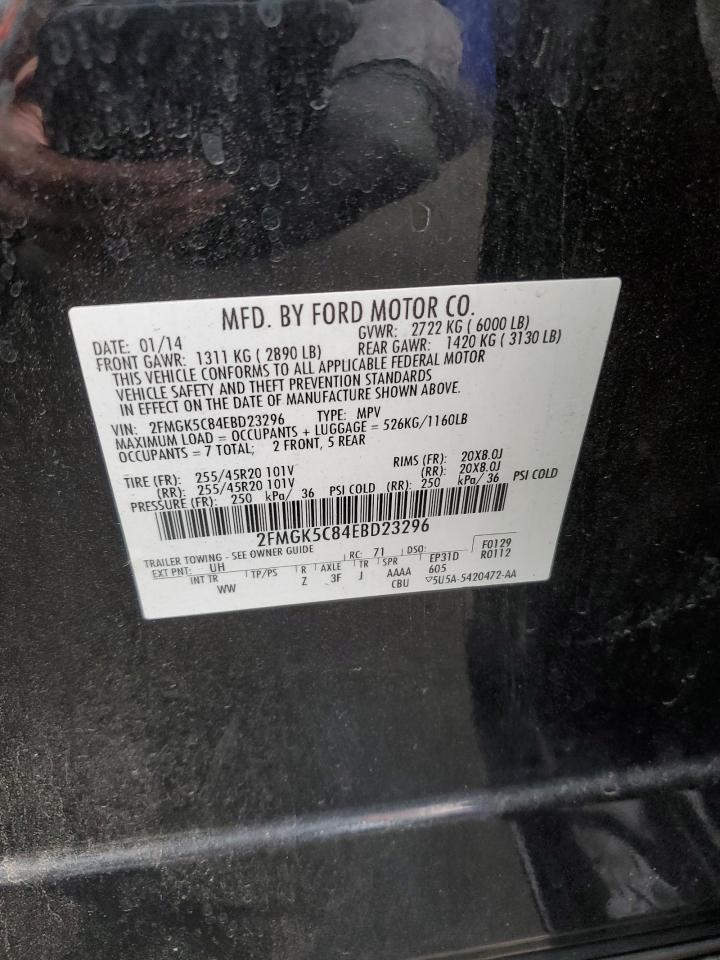 MFD. BY FORD MOTOR CO.
DATE: 01/14 GVWR: 2722 KG ( 6000 LB)
FRONT GAWR: 1311 KG ( 2890 LB) REAR GAWR: 1420 KG ( 3130 LB)
THIS VEHICLE CONFORMS TO ALL APPLICABLE FEDERAL MOTOR
VEHICLE SAFETY AND THEFT PREVENTION STANDARDS
IN EFFECT ON THE DATE OF MANUFACTURE SHOWN ABOVE.
VIN: 2FMGK5C84EBD23296 TYPE: MPV
MAXIMUM LOAD = OCCUPANTS + LUGGAGE = 526KG/1160LB
OCCUPANTS = 7 TOTAL; 2 FRONT, 5 REAR
TIRE (FR): 255/45R20 101V RIMS (FR): 20X8.0J
(RR): 255/45R20 101V (RR): 20X8.0J
PRESSURE (FR): 250 kPa/ 36 PSI COLD (RR): 250 kPa/ 36 PSI COLD
2FMGK5C84EBD23296
TRAILER TOWING - SEE OWNER GUIDE RC: 71 DSO: F0129
EXT PNT: UH EP31D R0112
INT TR TP/PS R AXLE TR SPR 605
WW Z 3F J AAAA 5U5A-5420472-AA
CBU